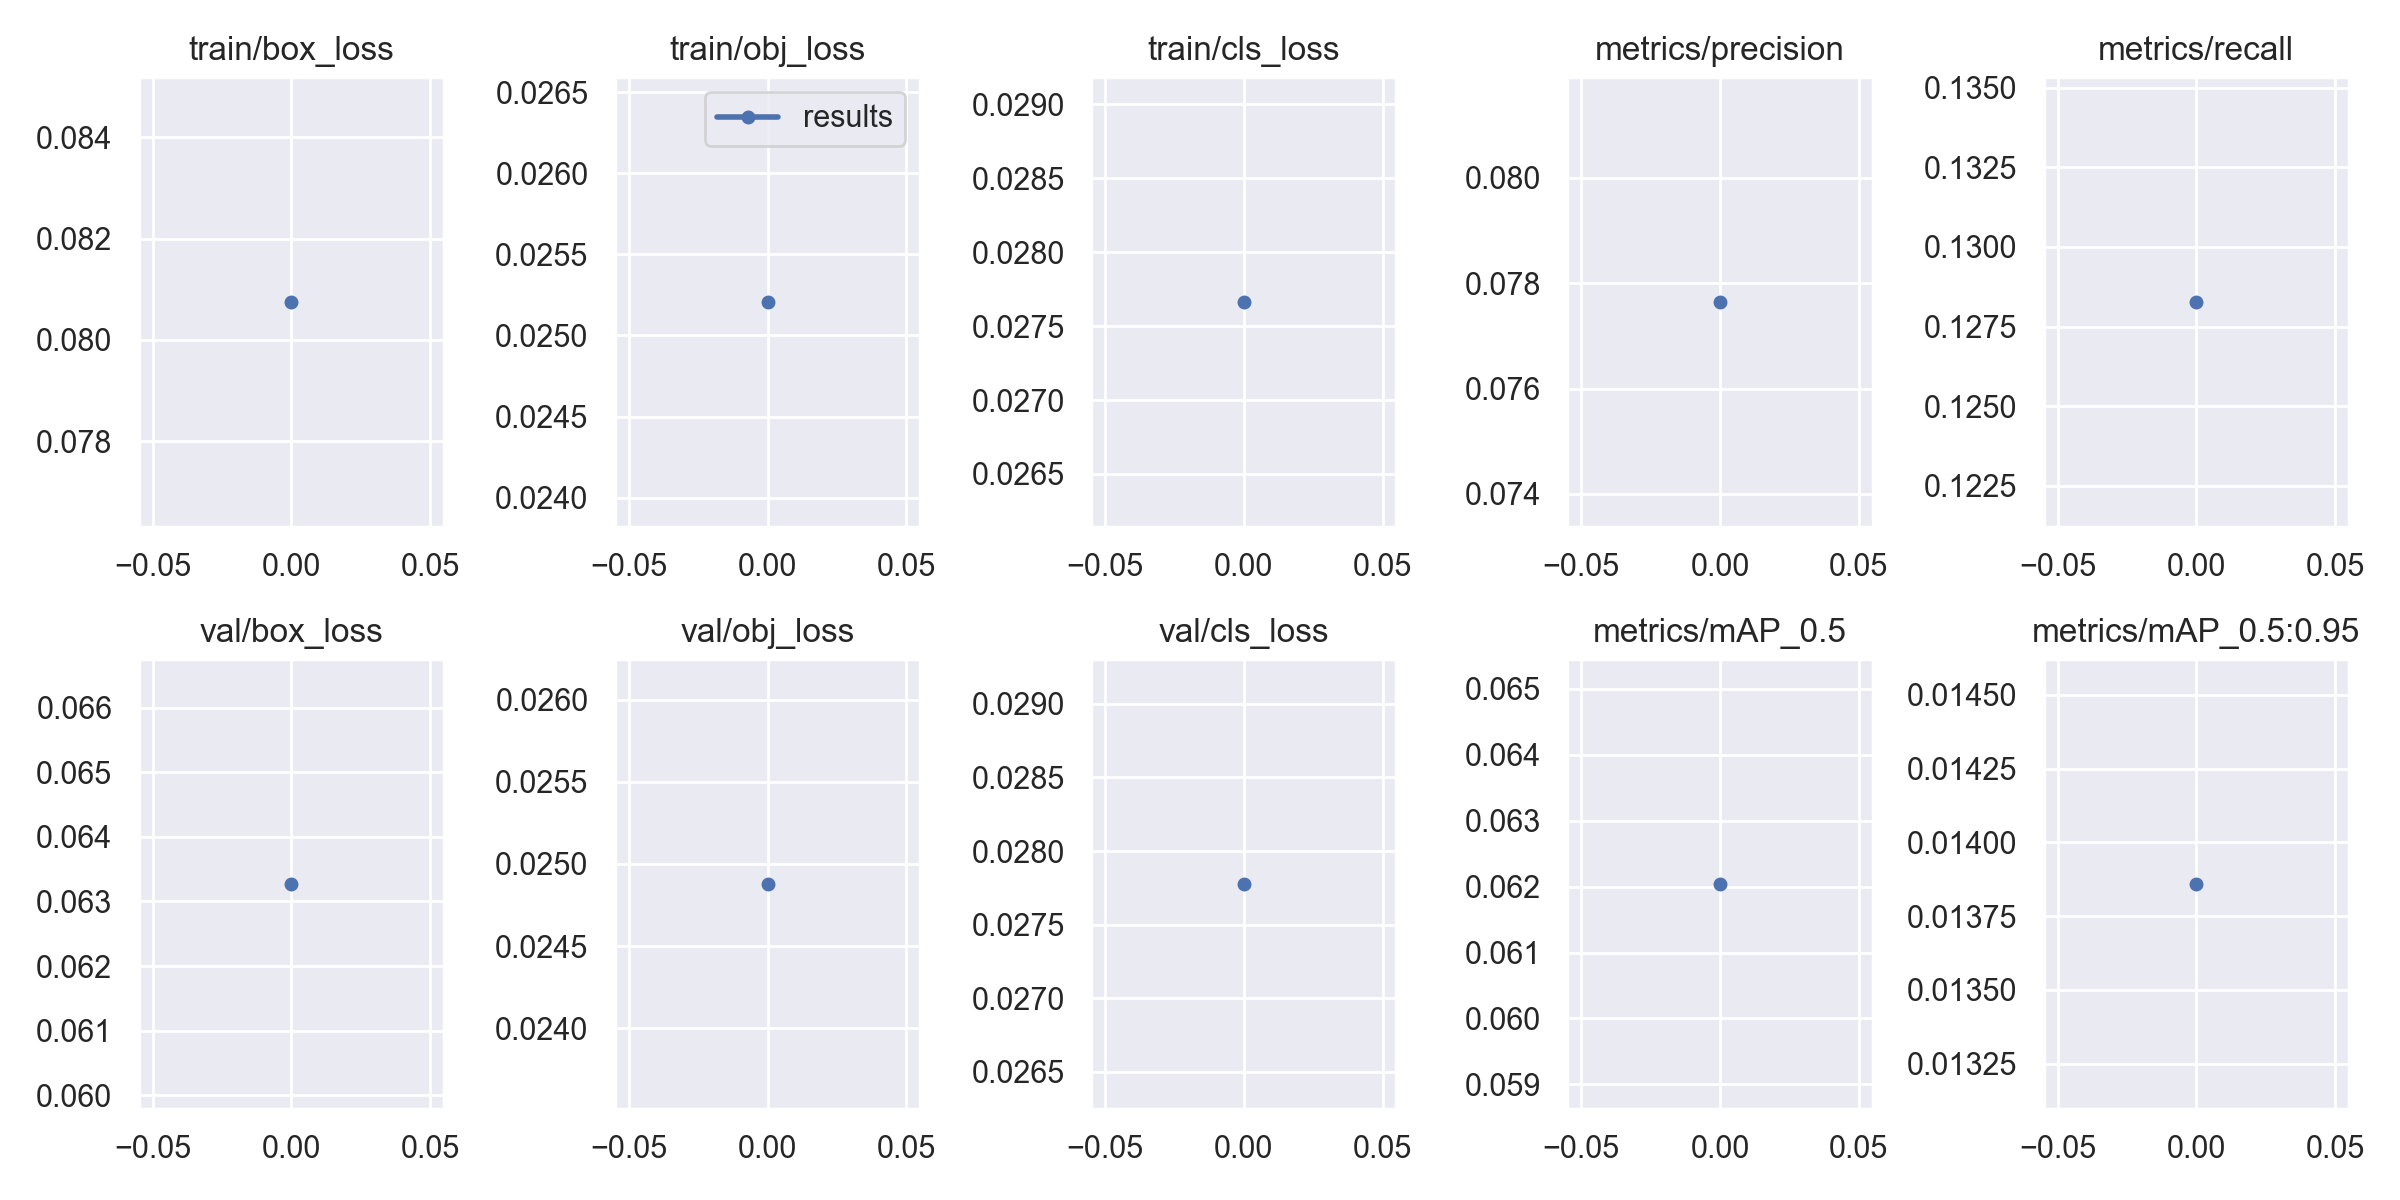 train/box_loss
0.084
0.082
0.080
0.078
−0.05 0.00 0.05
train/obj_loss
results
0.0265
0.0260
0.0255
0.0250
0.0245
0.0240
−0.05 0.00 0.05
train/cls_loss
0.0290
0.0285
0.0280
0.0275
0.0270
0.0265
−0.05 0.00 0.05
metrics/precision
0.080
0.078
0.076
0.074
−0.05 0.00 0.05
metrics/recall
0.1350
0.1325
0.1300
0.1275
0.1250
0.1225
−0.05 0.00 0.05
val/box_loss
0.066
0.065
0.064
0.063
0.062
0.061
0.060
−0.05 0.00 0.05
val/obj_loss
0.0260
0.0255
0.0250
0.0245
0.0240
−0.05 0.00 0.05
val/cls_loss
0.0290
0.0285
0.0280
0.0275
0.0270
0.0265
−0.05 0.00 0.05
metrics/mAP_0.5
0.065
0.064
0.063
0.062
0.061
0.060
0.059
−0.05 0.00 0.05
metrics/mAP_0.5:0.95
0.01450
0.01425
0.01400
0.01375
0.01350
0.01325
−0.05 0.00 0.05